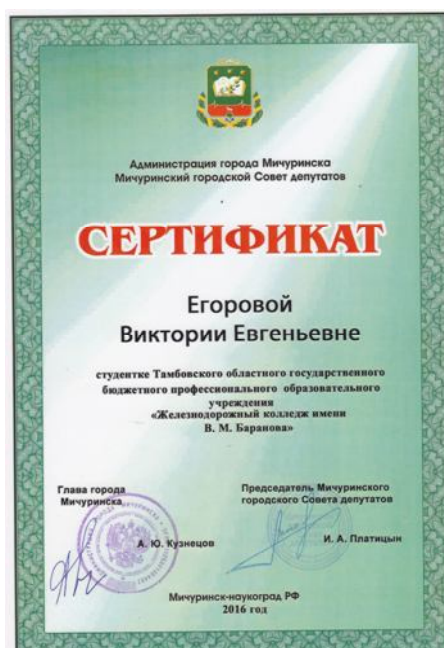 Администрация города Мичуринска
Мичуринский городской Совет депутатов
СЕРТИФИКАТ
Егоровой
Виктории Евгеньевне
студентке Тамбовского областного государственного
бюджетного профессионального образовательного
учреждения
«Железнодорожный колледж имени
В. М. Баранова»
Глава города
Мичуринска
А. Ю. Кузнецов
Председатель Мичуринского
городского Совета депутатов
И. А. Платицын
Мичуринск-наукоград РФ
2016 год